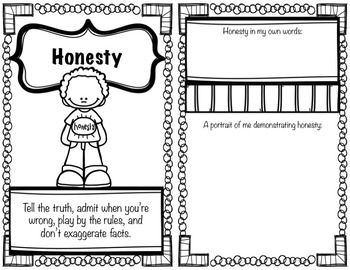 Honesty
honesty
Tell the truth, admit when you're
wrong, play by the rules, and
don't exaggerate facts.
Honesty in my own words:
A portrait of me demonstrating honesty: